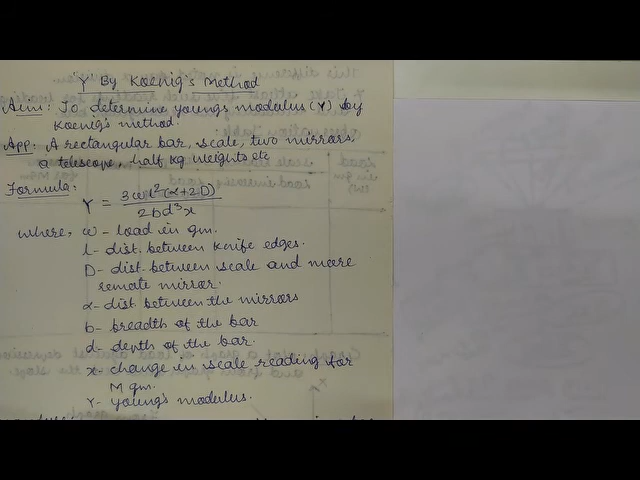 Y By Koenig's Method
Aim: To determine youngs modulus (Y) by
Koenig's method.
App: A rectangular bar, scale, two mirrors,
a telescope, half kg weights etc
Formula:
Y = 3ωl²(α+2D) / 2bd³x
where, ω - load in gm.
l - dist. between knife edges.
D - dist. between scale and more
remote mirror.
α - dist between the mirrors
b - breadth of the bar
d - depth of the bar.
x - change in scale reading for
M gm.
Y - young's modulus.